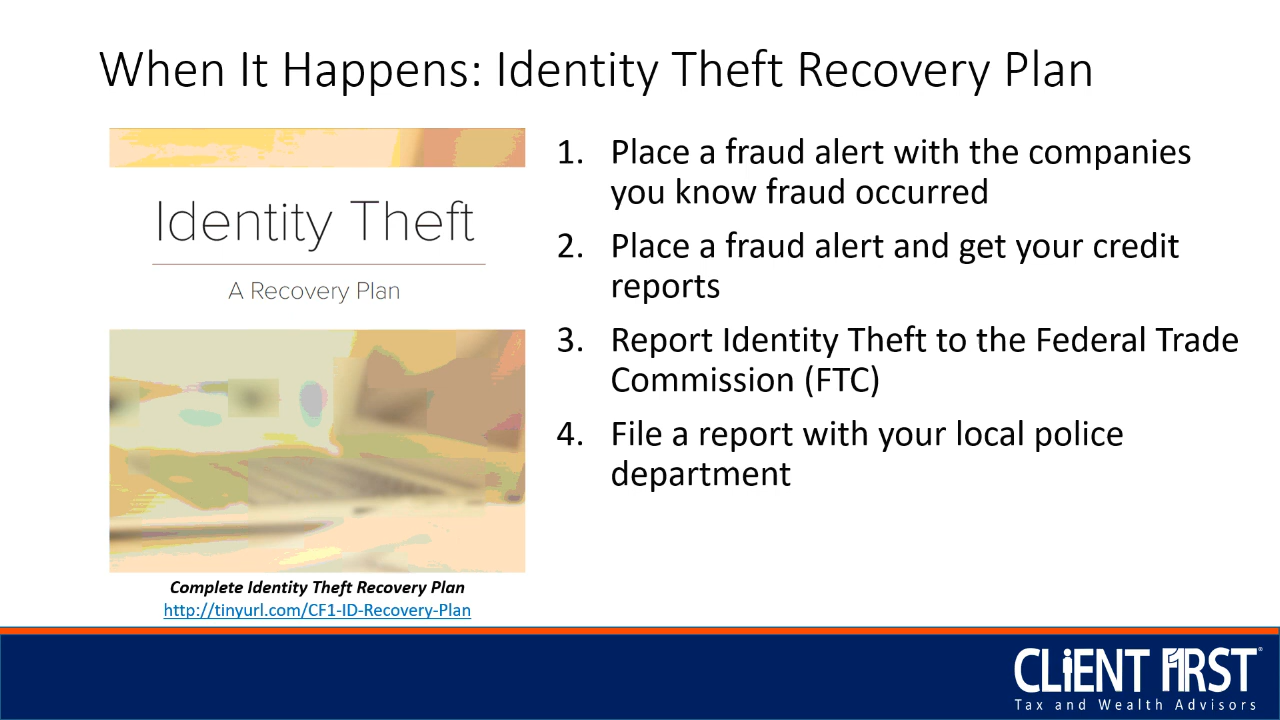 When It Happens: Identity Theft Recovery Plan
Identity Theft
A Recovery Plan
Complete Identity Theft Recovery Plan
http://tinyurl.com/CF1-ID-Recovery-Plan
1. Place a fraud alert with the companies
you know fraud occurred
2. Place a fraud alert and get your credit
reports
3. Report Identity Theft to the Federal Trade
Commission (FTC)
4. File a report with your local police
department
CLiENT F1RST®
Tax and Wealth Advisors